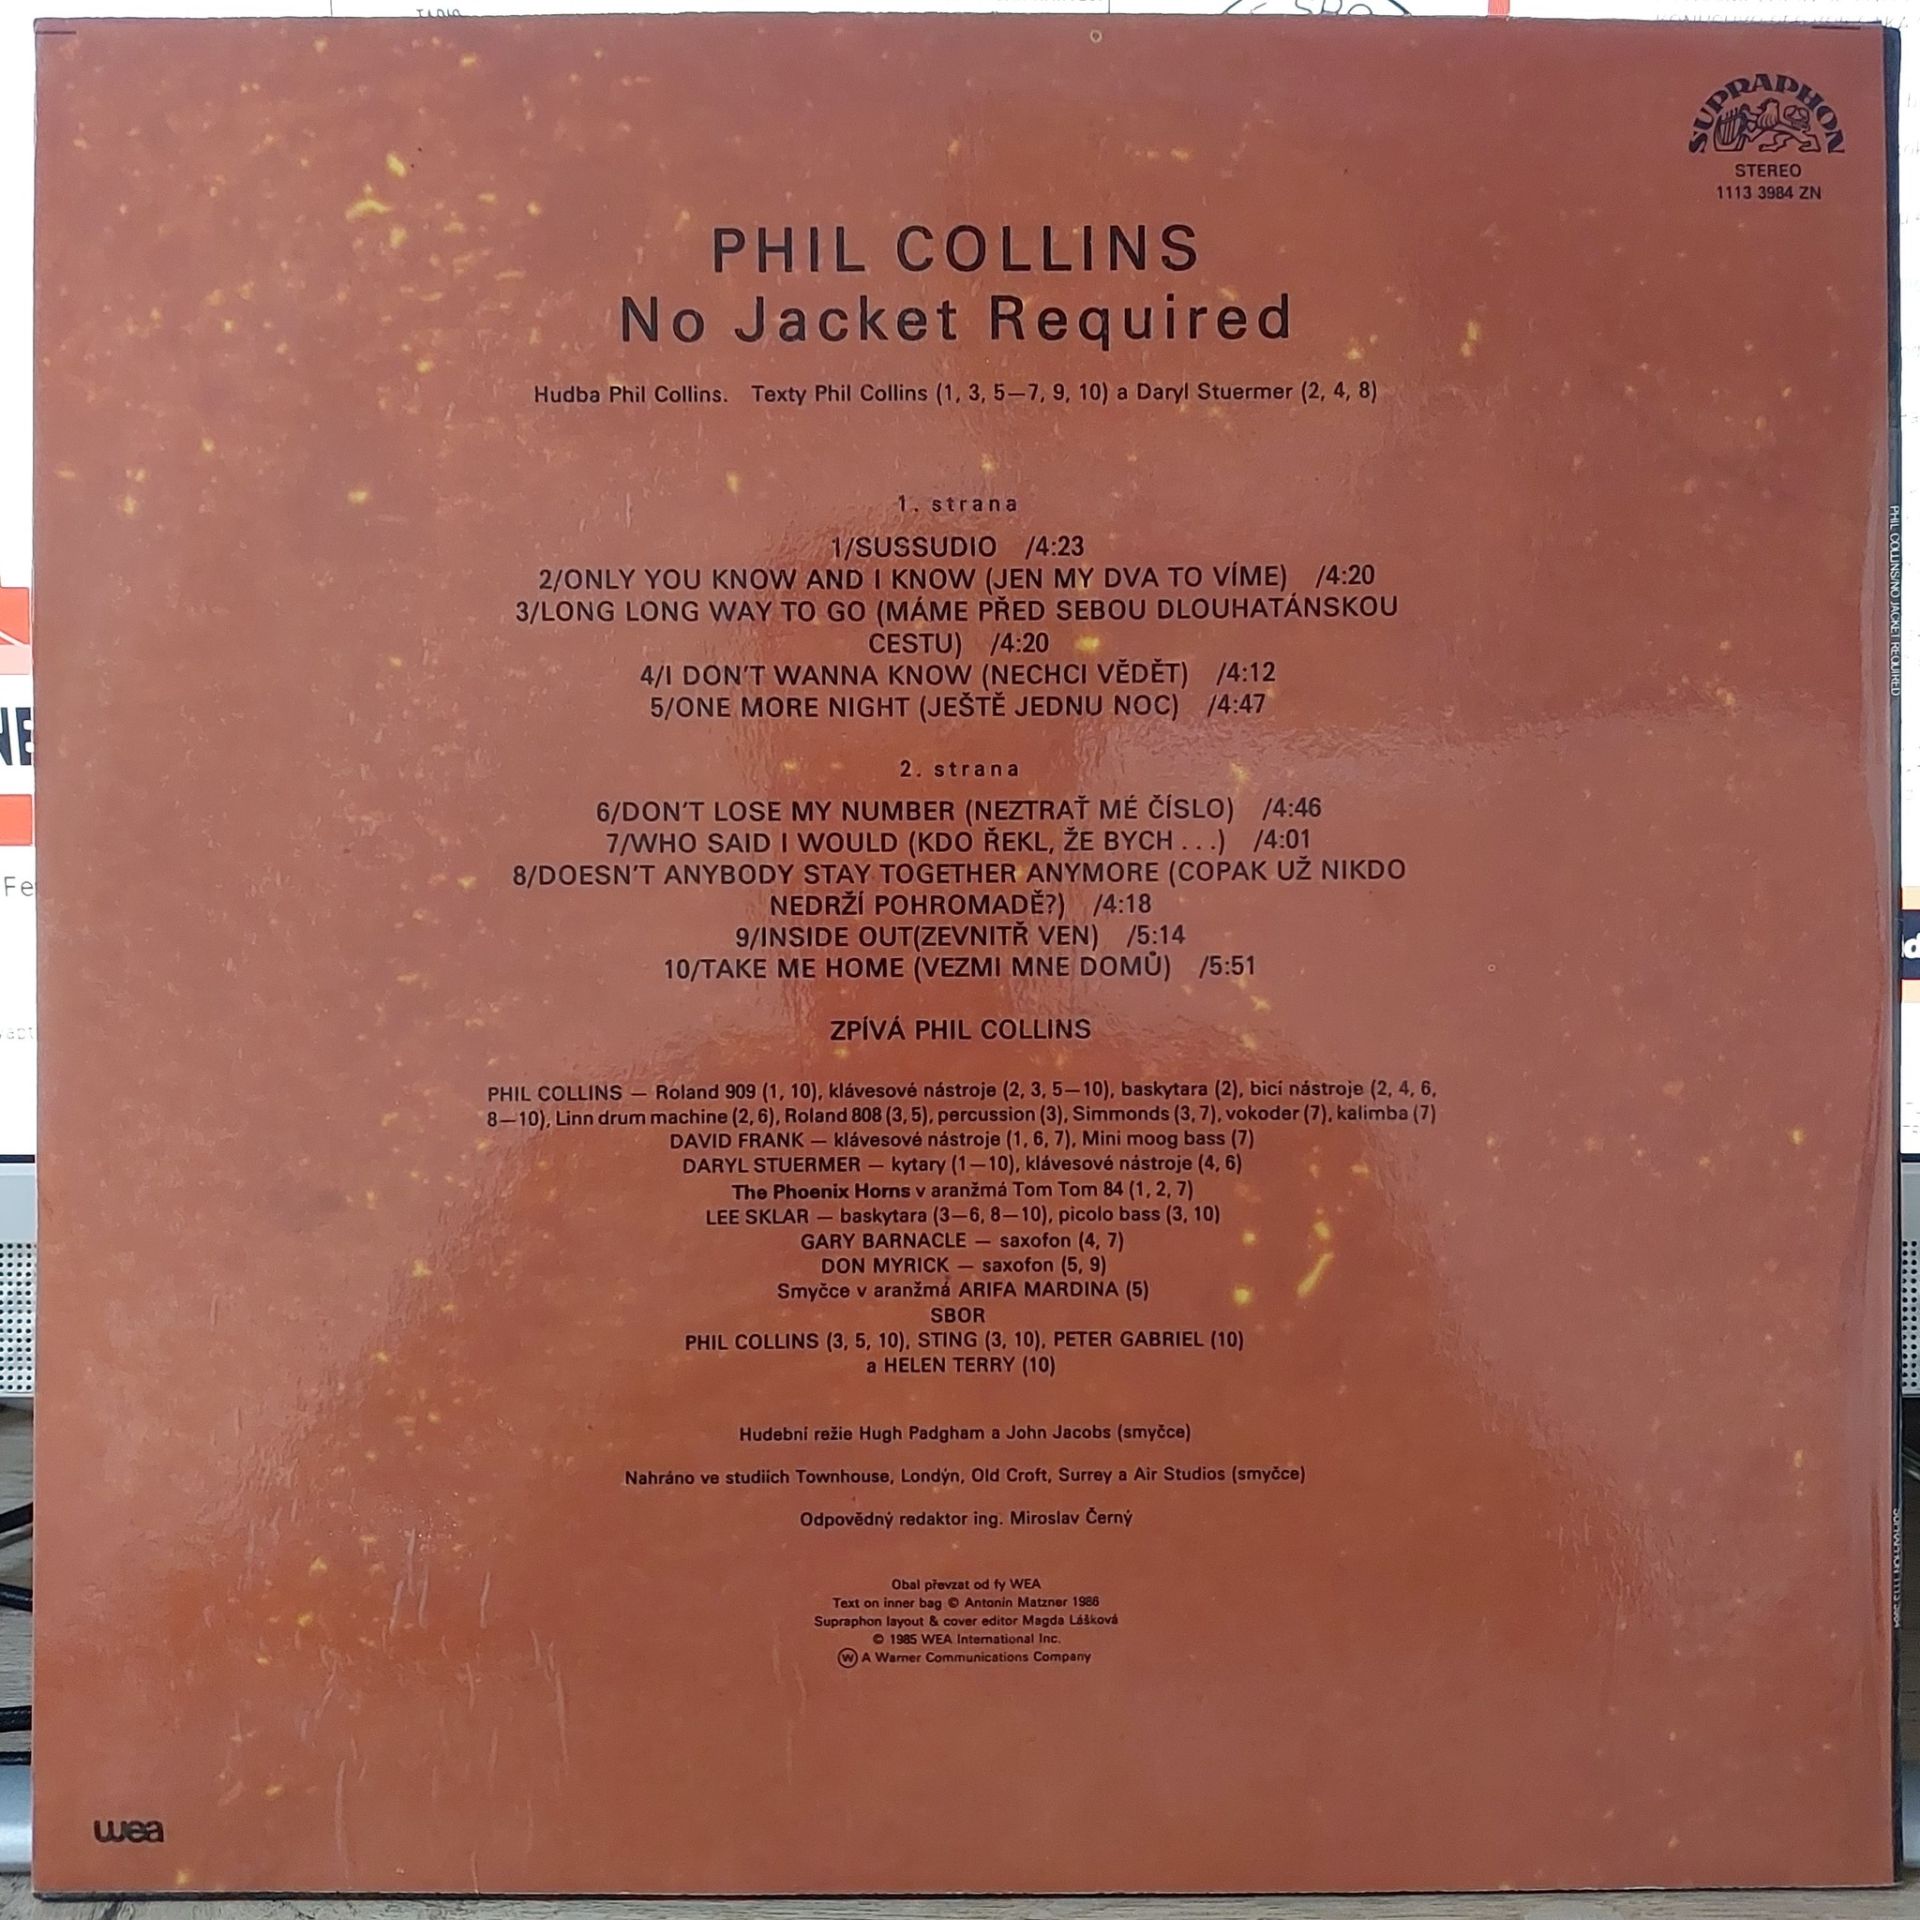 SUPRAPHON
STEREO
1113 3984 ZN
PHIL COLLINS
No Jacket Required
Hudba Phil Collins. Texty Phil Collins (1, 3, 5—7, 9, 10) a Daryl Stuermer (2, 4, 8)
1. strana
1/SUSSUDIO /4:23
2/ONLY YOU KNOW AND I KNOW (JEN MY DVA TO VÍME) /4:20
3/LONG LONG WAY TO GO (MÁME PŘED SEBOU DLOUHATÁNSKOU
CESTU) /4:20
4/I DON'T WANNA KNOW (NECHCI VĚDĚT) /4:12
5/ONE MORE NIGHT (JEŠTĚ JEDNU NOC) /4:47
2. strana
6/DON'T LOSE MY NUMBER (NEZTRAŤ MÉ ČÍSLO) /4:46
7/WHO SAID I WOULD (KDO ŘEKL, ŽE BYCH . . .) /4:01
8/DOESN'T ANYBODY STAY TOGETHER ANYMORE (COPAK UŽ NIKDO
NEDRŽÍ POHROMADĚ?) /4:18
9/INSIDE OUT(ZEVNITŘ VEN) /5:14
10/TAKE ME HOME (VEZMI MNE DOMŮ) /5:51
ZPÍVÁ PHIL COLLINS
PHIL COLLINS — Roland 909 (1, 10), klávesové nástroje (2, 3, 5—10), baskytara (2), bicí nástroje (2, 4, 6,
8—10), Linn drum machine (2, 6), Roland 808 (3, 5), percussion (3), Simmonds (3, 7), vokoder (7), kalimba (7)
DAVID FRANK — klávesové nástroje (1, 6, 7), Mini moog bass (7)
DARYL STUERMER — kytary (1—10), klávesové nástroje (4, 6)
The Phoenix Horns v aranžmá Tom Tom 84 (1, 2, 7)
LEE SKLAR — baskytara (3—6, 8—10), picolo bass (3, 10)
GARY BARNACLE — saxofon (4, 7)
DON MYRICK — saxofon (5, 9)
Smyčce v aranžmá ARIFA MARDINA (5)
SBOR
PHIL COLLINS (3, 5, 10), STING (3, 10), PETER GABRIEL (10)
a HELEN TERRY (10)
Hudební režie Hugh Padgham a John Jacobs (smyčce)
Nahráno ve studiích Townhouse, Londýn, Old Croft, Surrey a Air Studios (smyčce)
Odpovědný redaktor ing. Miroslav Černý
Obal převzat od fy WEA
Text on inner bag © Antonín Matzner 1986
Supraphon layout & cover editor Magda Lášková
© 1985 WEA International Inc.
W A Warner Communications Company
wea
PHIL COLLINS/NO JACKET REQUIRED